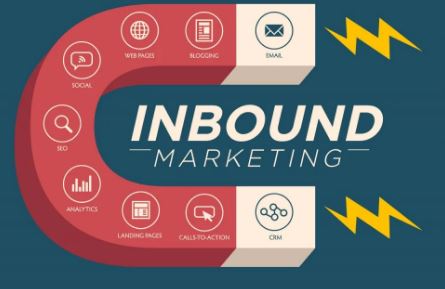 WEB PAGES
BLOGGING
EMAIL
SOCIAL
INBOUND
MARKETING
SEO
ANALYTICS
LANDING PAGES
CALLS-TO-ACTION
CRM